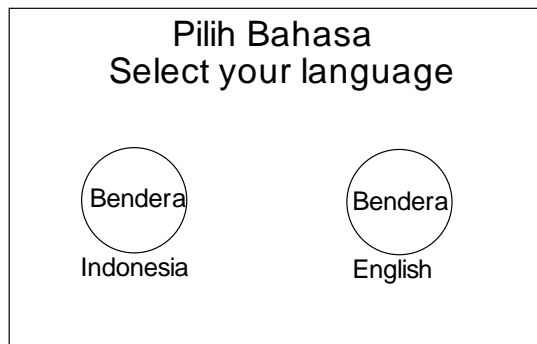 Pilih Bahasa
Select your language
Bendera Bendera
Indonesia English